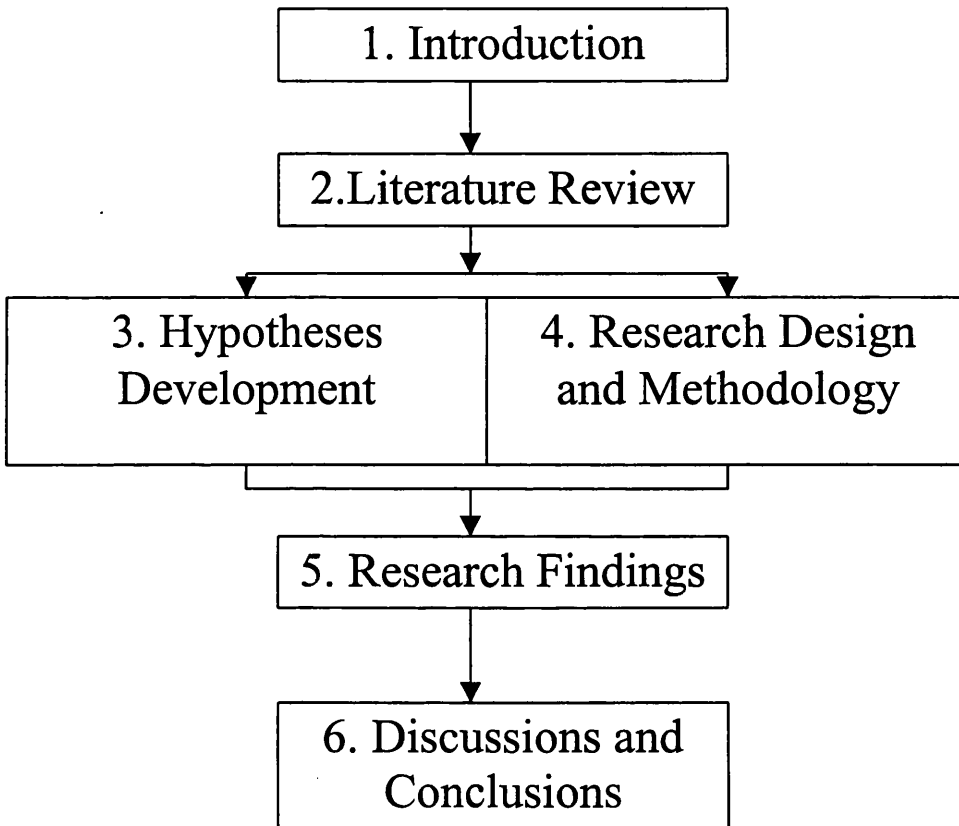 1. Introduction
2.Literature Review
3. Hypotheses
Development
4. Research Design
and Methodology
5. Research Findings
6. Discussions and
Conclusions